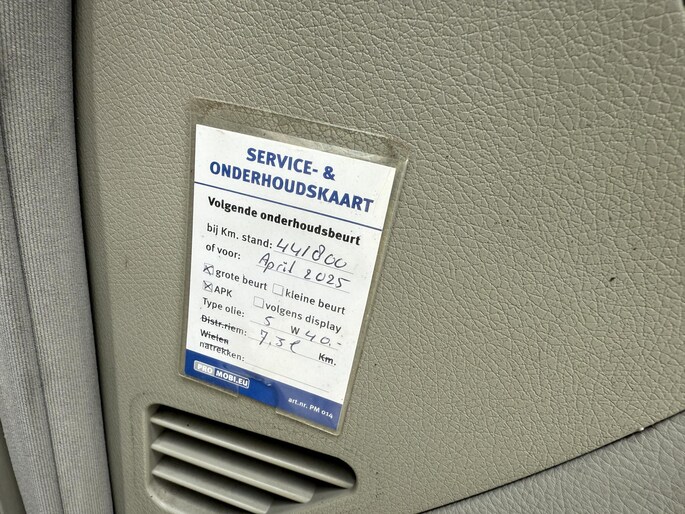 SERVICE- &
ONDERHOUDSKAART
Volgende onderhoudsbeurt
bij Km. stand: 441800
of voor: April 2025
grote beurt kleine beurt
APK volgens display
Type olie: 5 W 40.-
Distr.riem: 7.5 l Km.
Wielen
natrekken:
PRO MOBI.EU
art.nr. PM 014